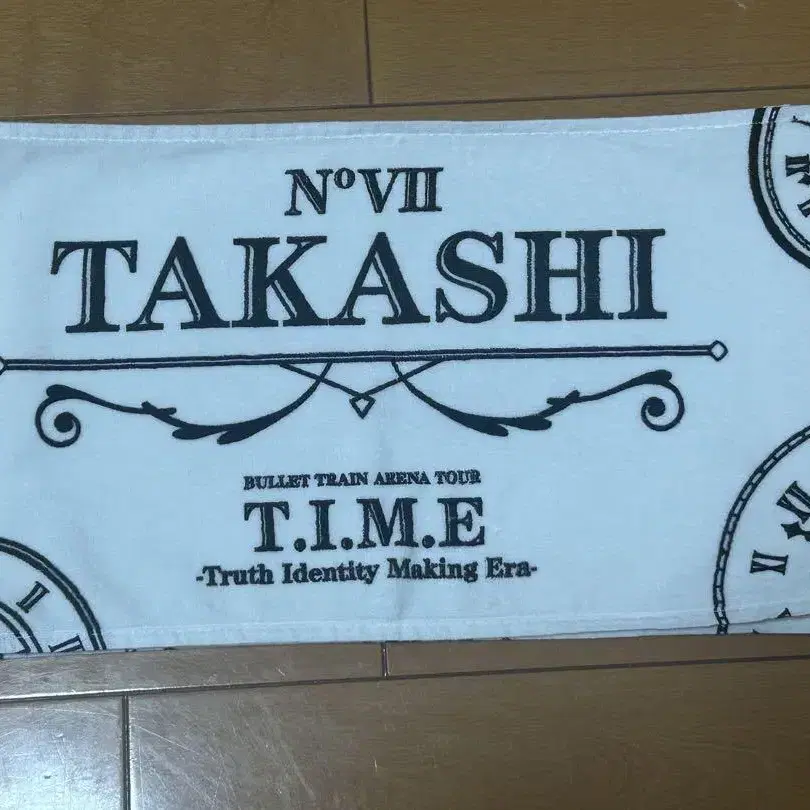 NºVII
TAKASHI
BULLET TRAIN ARENA TOUR
T.I.M.E
-Truth Identity Making Era-